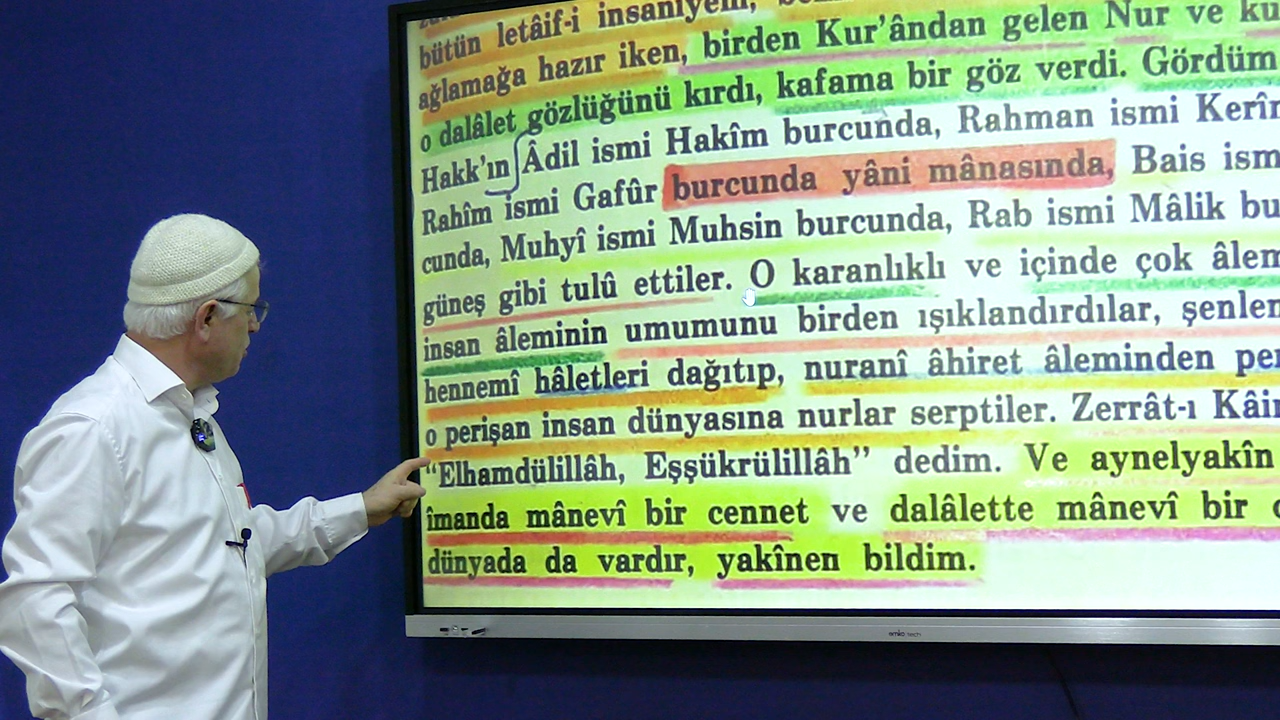 bütün letâif-i insaniyem,
ağlamağa hazır iken, birden Kur'ândan gelen Nur ve
o dalâlet gözlüğünü kırdı, kafama bir göz verdi. Gördüm
Hakk'ın Âdil ismi Hakîm burcunda, Rahman ismi
Rahîm ismi Gafûr burcunda yâni mânasında, Bais
cunda, Muhyî ismi Muhsin burcunda, Rab ismi Mâlik
güneş gibi tulû ettiler. O karanlıklı ve içinde çok
insan âleminin umumunu birden ışıklandırdılar,
hennemî hâletleri dağıtıp, nuranî âhiret âleminden
o perişan insan dünyasına nurlar serptiler. Zerrât-ı
"Elhamdülillâh, Eşşükrülillâh" dedim. Ve aynelyakîn
îmanda mânevî bir cennet ve dalâlette mânevî bir
dünyada da vardır, yakînen bildim.